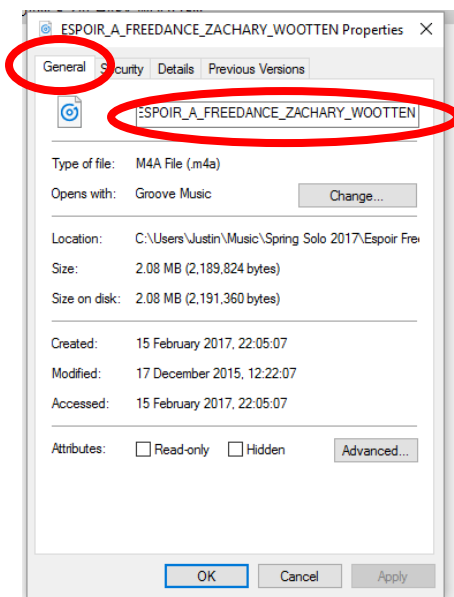 ESPOIR_A_FREEDANCE_ZACHARY_WOOTTEN Properties
General Security Details Previous Versions
ESPOIR_A_FREEDANCE_ZACHARY_WOOTTEN
Type of file: M4A File (.m4a)
Opens with: Groove Music Change...
Location: C:\Users\Justin\Music\Spring Solo 2017\Espoir Fre
Size: 2.08 MB (2,189,824 bytes)
Size on disk: 2.08 MB (2,191,360 bytes)
Created: 15 February 2017, 22:05:07
Modified: 17 December 2015, 12:22:07
Accessed: 15 February 2017, 22:05:07
Attributes: Read-only Hidden Advanced...
OK Cancel Apply